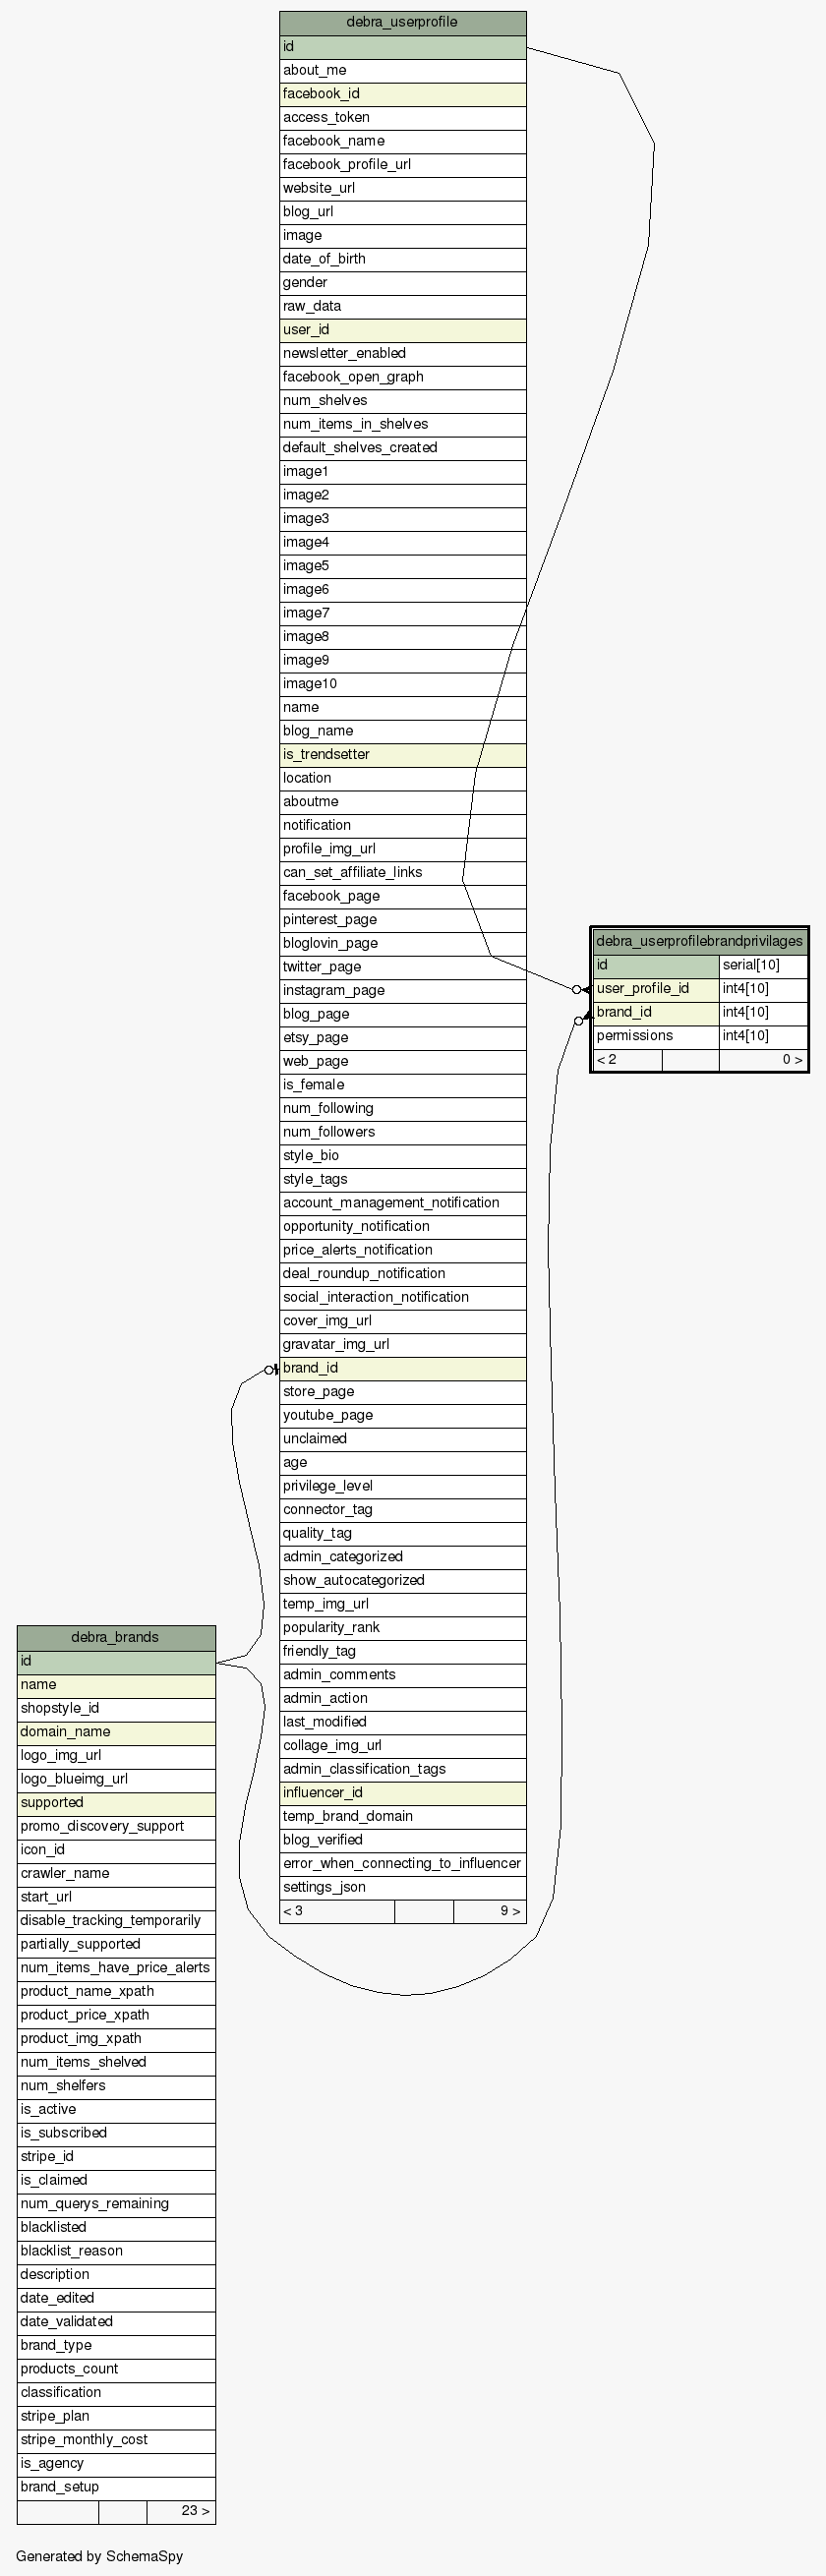 debra_userprofile
id
about_me
facebook_id
access_token
facebook_name
facebook_profile_url
website_url
blog_url
image
date_of_birth
gender
raw_data
user_id
newsletter_enabled
facebook_open_graph
num_shelves
num_items_in_shelves
default_shelves_created
image1
image2
image3
image4
image5
image6
image7
image8
image9
image10
name
blog_name
is_trendsetter
location
aboutme
notification
profile_img_url
can_set_affiliate_links
facebook_page
pinterest_page
bloglovin_page
twitter_page
instagram_page
blog_page
etsy_page
web_page
is_female
num_following
num_followers
style_bio
style_tags
account_management_notification
opportunity_notification
price_alerts_notification
deal_roundup_notification
social_interaction_notification
cover_img_url
gravatar_img_url
brand_id
store_page
youtube_page
unclaimed
age
privilege_level
connector_tag
quality_tag
admin_categorized
show_autocategorized
temp_img_url
popularity_rank
friendly_tag
admin_comments
admin_action
last_modified
collage_img_url
admin_classification_tags
influencer_id
temp_brand_domain
blog_verified
error_when_connecting_to_influencer
settings_json
< 3 9 >
debra_userprofilebrandprivilages
id serial[10]
user_profile_id int4[10]
brand_id int4[10]
permissions int4[10]
< 2 0 >
debra_brands
id
name
shopstyle_id
domain_name
logo_img_url
logo_blueimg_url
supported
promo_discovery_support
icon_id
crawler_name
start_url
disable_tracking_temporarily
partially_supported
num_items_have_price_alerts
product_name_xpath
product_price_xpath
product_img_xpath
num_items_shelved
num_shelfers
is_active
is_subscribed
stripe_id
is_claimed
num_querys_remaining
blacklisted
blacklist_reason
description
date_edited
date_validated
brand_type
products_count
classification
stripe_plan
stripe_monthly_cost
is_agency
brand_setup
23 >
Generated by SchemaSpy